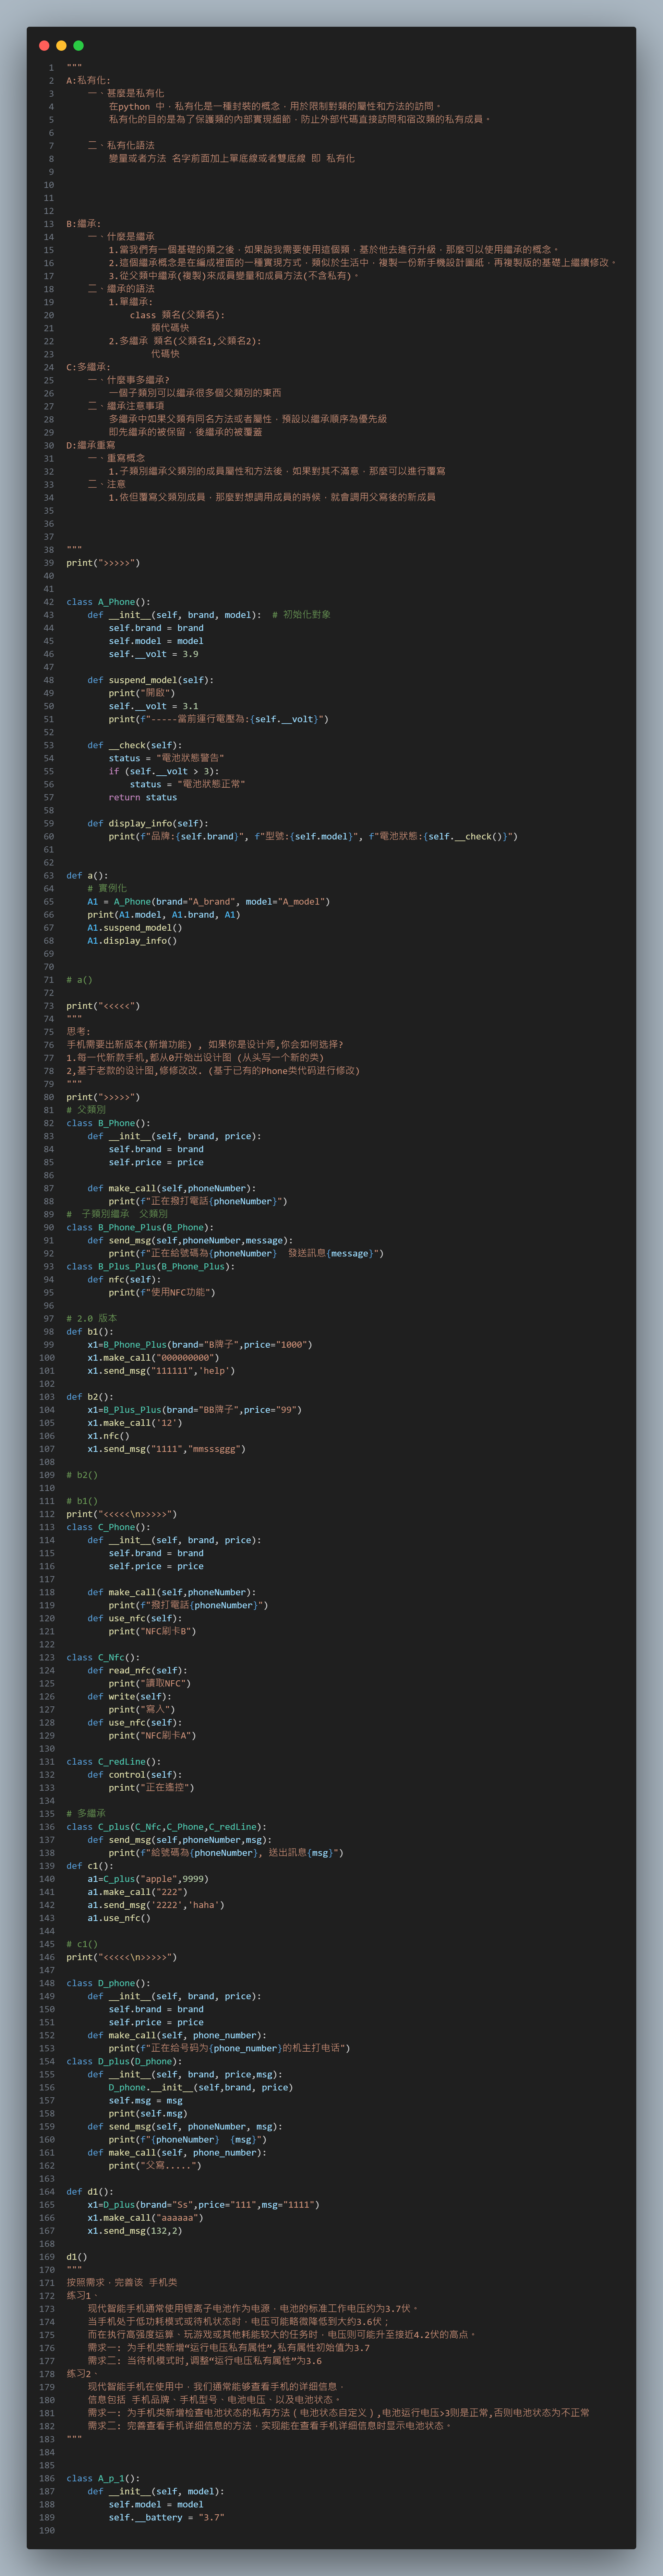 1 """
2 A:私有化:
3     一、甚麼是私有化
4         在python 中，私有化是一種封裝的概念，用於限制對類的屬性和方法的訪問。
5         私有化的目的是為了保護類的內部實現細節，防止外部代碼直接訪問和宿改類的私有成員。
6
7     二、私有化語法
8         變量或者方法 名字前面加上單底線或者雙底線 即 私有化
9
10
11
12
13 B:繼承:
14     一、什麼是繼承
15         1.當我們有一個基礎的類之後，如果說我需要使用這個類，基於他去進行升級，那麼可以使用繼承的概念。
16         2.這個繼承概念是在編成裡面的一種實現方式，類似於生活中，複製一份新手機設計圖紙，再複製版的基礎上繼續修改。
17         3.從父類中繼承(複製)來成員變量和成員方法(不含私有)。
18     二、繼承的語法
19         1.單繼承:
20             class 類名(父類名):
21                 類代碼快
22         2.多繼承 類名(父類名1,父類名2):
23                 代碼快
24 C:多繼承:
25     一、什麼事多繼承?
26         一個子類別可以繼承很多個父類別的東西
27     二、繼承注意事項
28         多繼承中如果父類有同名方法或者屬性，預設以繼承順序為優先級
29         即先繼承的被保留，後繼承的被覆蓋
30 D:繼承重寫
31     一、重寫概念
32         1.子類別繼承父類別的成員屬性和方法後，如果對其不滿意，那麼可以進行覆寫
33     二、注意
34         1.依但覆寫父類別成員，那麼對想調用成員的時候，就會調用父寫後的新成員
35
36
37
38 """
39 print(">>>>>")
40
41
42 class A_Phone():
43     def __init__(self, brand, model):  # 初始化對象
44         self.brand = brand
45         self.model = model
46         self.__volt = 3.9
47
48     def suspend_model(self):
49         print("開啟")
50         self.__volt = 3.1
51         print(f"-----當前運行電壓為:{self.__volt}")
52
53     def __check(self):
54         status = "電池狀態警告"
55         if (self.__volt > 3):
56             status = "電池狀態正常"
57         return status
58
59     def display_info(self):
60         print(f"品牌:{self.brand}", f"型號:{self.model}", f"電池狀態:{self.__check()}")
61
62
63 def a():
64     # 實例化
65     A1 = A_Phone(brand="A_brand", model="A_model")
66     print(A1.model, A1.brand, A1)
67     A1.suspend_model()
68     A1.display_info()
69
70
71 # a()
72
73 print("<<<<<")
74 """
75 思考:
76 手机需要出新版本(新增功能) , 如果你是设计师,你会如何选择?
77 1.每一代新款手机,都从0开始出设计图 (从头写一个新的类)
78 2,基于老款的设计图,修修改改. (基于已有的Phone类代码进行修改)
79 """
80 print(">>>>>")
81 # 父類別
82 class B_Phone():
83     def __init__(self, brand, price):
84         self.brand = brand
85         self.price = price
86
87     def make_call(self,phoneNumber):
88         print(f"正在撥打電話{phoneNumber}")
89 #  子類別繼承  父類別
90 class B_Phone_Plus(B_Phone):
91     def send_msg(self,phoneNumber,message):
92         print(f"正在給號碼為{phoneNumber}  發送訊息{message}")
93 class B_Plus_Plus(B_Phone_Plus):
94     def nfc(self):
95         print(f"使用NFC功能")
96
97 # 2.0 版本
98 def b1():
99     x1=B_Phone_Plus(brand="B牌子",price="1000")
100     x1.make_call("000000000")
101     x1.send_msg("111111",'help')
102
103 def b2():
104     x1=B_Plus_Plus(brand="BB牌子",price="99")
105     x1.make_call('12')
106     x1.nfc()
107     x1.send_msg("1111","mmsssggg")
108
109 # b2()
110
111 # b1()
112 print("<<<<<\n>>>>>")
113 class C_Phone():
114     def __init__(self, brand, price):
115         self.brand = brand
116         self.price = price
117
118     def make_call(self,phoneNumber):
119         print(f"撥打電話{phoneNumber}")
120     def use_nfc(self):
121         print("NFC刷卡B")
122
123 class C_Nfc():
124     def read_nfc(self):
125         print("讀取NFC")
126     def write(self):
127         print("寫入")
128     def use_nfc(self):
129         print("NFC刷卡A")
130
131 class C_redLine():
132     def control(self):
133         print("正在遙控")
134
135 # 多繼承
136 class C_plus(C_Nfc,C_Phone,C_redLine):
137     def send_msg(self,phoneNumber,msg):
138         print(f"給號碼為{phoneNumber}, 送出訊息{msg}")
139 def c1():
140     a1=C_plus("apple",9999)
141     a1.make_call("222")
142     a1.send_msg('2222','haha')
143     a1.use_nfc()
144
145 # c1()
146 print("<<<<<\n>>>>>")
147
148 class D_phone():
149     def __init__(self, brand, price):
150         self.brand = brand
151         self.price = price
152     def make_call(self, phone_number):
153         print(f"正在给号码为{phone_number}的机主打电话")
154 class D_plus(D_phone):
155     def __init__(self, brand, price,msg):
156         D_phone.__init__(self,brand, price)
157         self.msg = msg
158         print(self.msg)
159     def send_msg(self, phoneNumber, msg):
160         print(f"{phoneNumber}  {msg}")
161     def make_call(self, phone_number):
162         print("父寫.....")
163
164 def d1():
165     x1=D_plus(brand="Ss",price="111",msg="1111")
166     x1.make_call("aaaaaa")
167     x1.send_msg(132,2)
168
169 d1()
170 """
171 按照需求，完善该 手机类
172 练习1、
173     现代智能手机通常使用锂离子电池作为电源，电池的标准工作电压约为3.7伏。
174     当手机处于低功耗模式或待机状态时，电压可能略微降低到大约3.6伏；
175     而在执行高强度运算、玩游戏或其他耗能较大的任务时，电压则可能升至接近4.2伏的高点。
176     需求一: 为手机类新增“运行电压私有属性”,私有属性初始值为3.7
177     需求二: 当待机模式时,调整“运行电压私有属性”为3.6
178 练习2、
179     现代智能手机在使用中，我们通常能够查看手机的详细信息，
180     信息包括 手机品牌、手机型号、电池电压、以及电池状态。
181     需求一: 为手机类新增检查电池状态的私有方法（电池状态自定义）,电池运行电压>3则是正常,否则电池状态为不正常
182     需求二: 完善查看手机详细信息的方法，实现能在查看手机详细信息时显示电池状态。
183 """
184
185
186 class A_p_1():
187     def __init__(self, model):
188         self.model = model
189         self.__battery = "3.7"
190